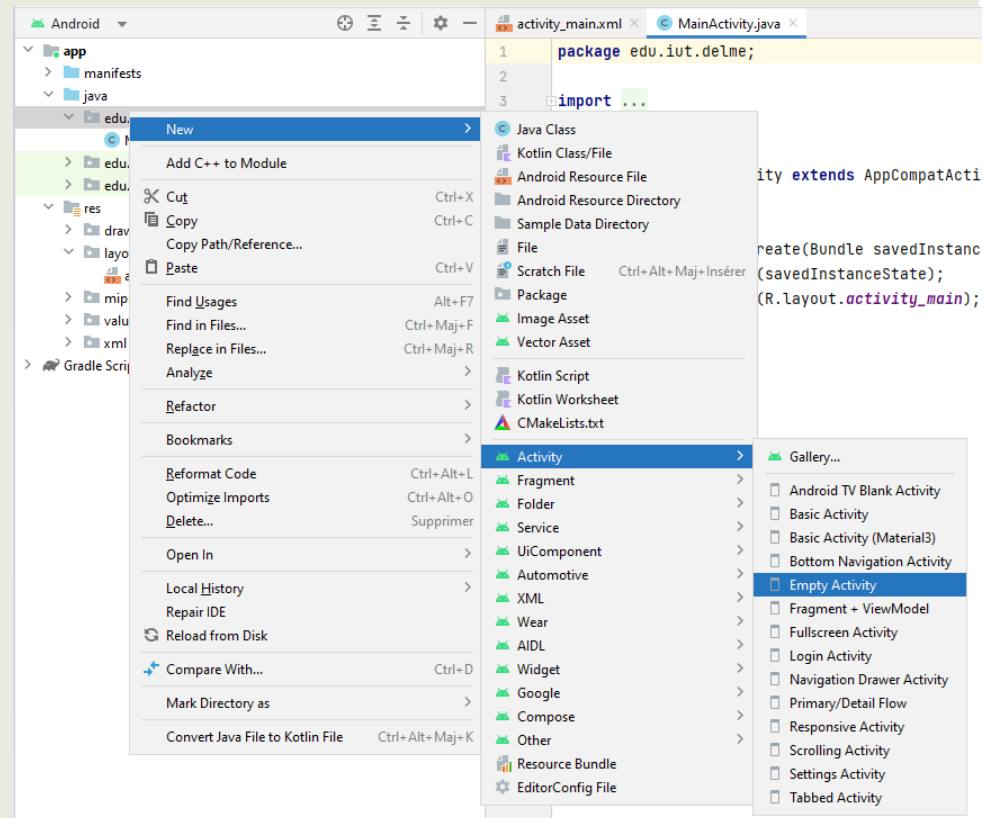 Android
activity_main.xml
MainActivity.java
app
manifests
java
edu.
edu.
edu.
res
layo
mip
valu
xml
Gradle Scrip
1 package edu.iut.delme;
2
3 import ...
ity extends AppCompatActi
reate(Bundle savedInstanc
(savedInstanceState);
(R.layout.activity_main);
New
Add C++ to Module
Cut Ctrl+X
Copy Ctrl+C
Copy Path/Reference...
Paste Ctrl+V
Find Usages Alt+F7
Find in Files... Ctrl+Maj+F
Replace in Files... Ctrl+Maj+R
Analyze
Refactor
Bookmarks
Reformat Code Ctrl+Alt+L
Optimize Imports Ctrl+Alt+O
Delete... Supprimer
Open In
Local History
Repair IDE
Reload from Disk
Compare With... Ctrl+D
Mark Directory as
Convert Java File to Kotlin File Ctrl+Alt+Maj+K
Java Class
Kotlin Class/File
Android Resource File
Android Resource Directory
Sample Data Directory
File
Scratch File Ctrl+Alt+Maj+Insérer
Package
Image Asset
Vector Asset
Kotlin Script
Kotlin Worksheet
CMakeLists.txt
Activity
Fragment
Folder
Service
UiComponent
Automotive
XML
Wear
AIDL
Widget
Google
Compose
Other
Resource Bundle
EditorConfig File
Gallery...
Android TV Blank Activity
Basic Activity
Basic Activity (Material3)
Bottom Navigation Activity
Empty Activity
Fragment + ViewModel
Fullscreen Activity
Login Activity
Navigation Drawer Activity
Primary/Detail Flow
Responsive Activity
Scrolling Activity
Settings Activity
Tabbed Activity